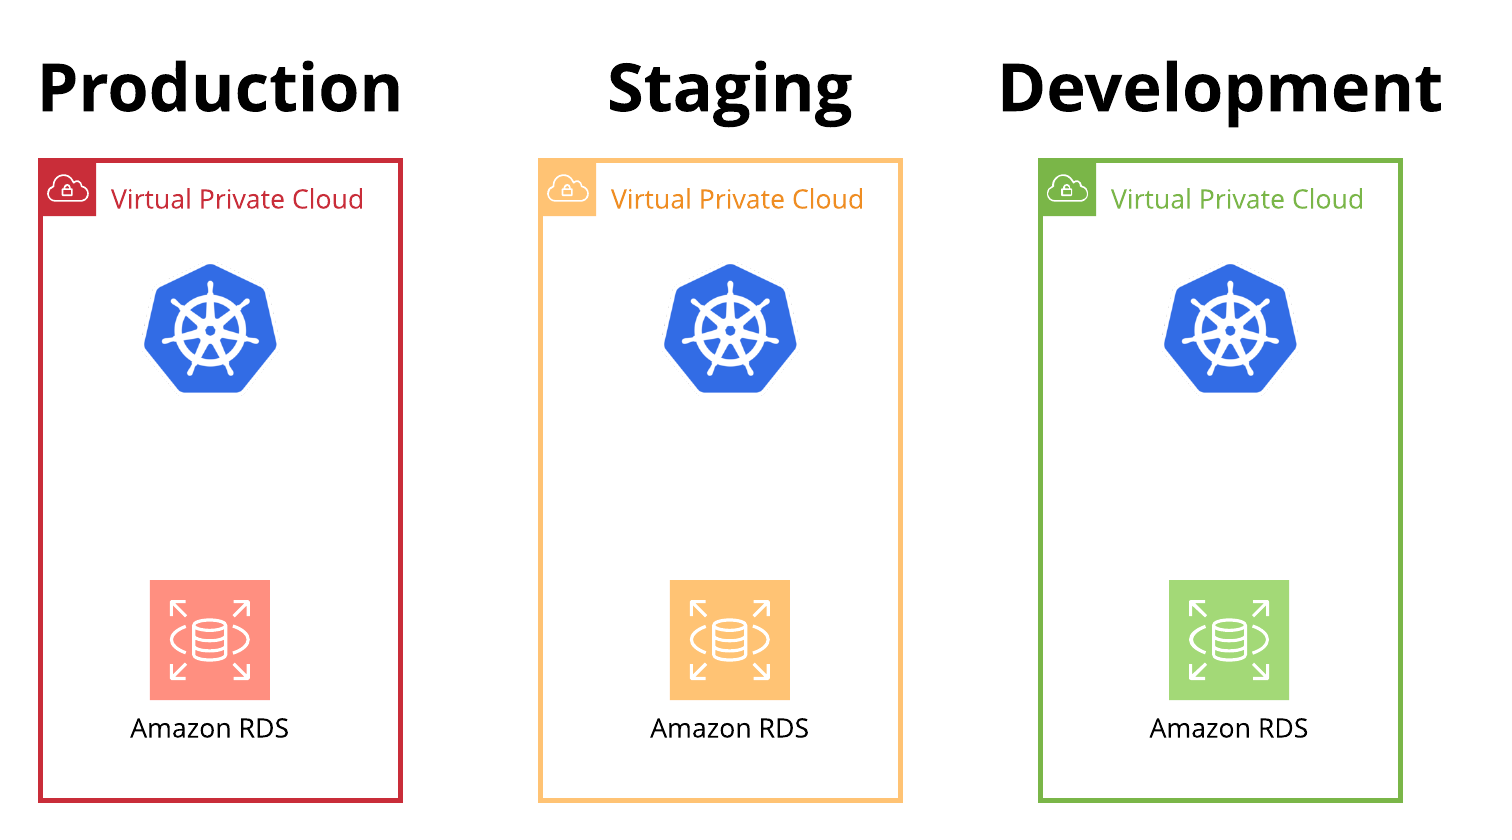 Production
Staging
Development
Virtual Private Cloud
Virtual Private Cloud
Virtual Private Cloud
Amazon RDS
Amazon RDS
Amazon RDS